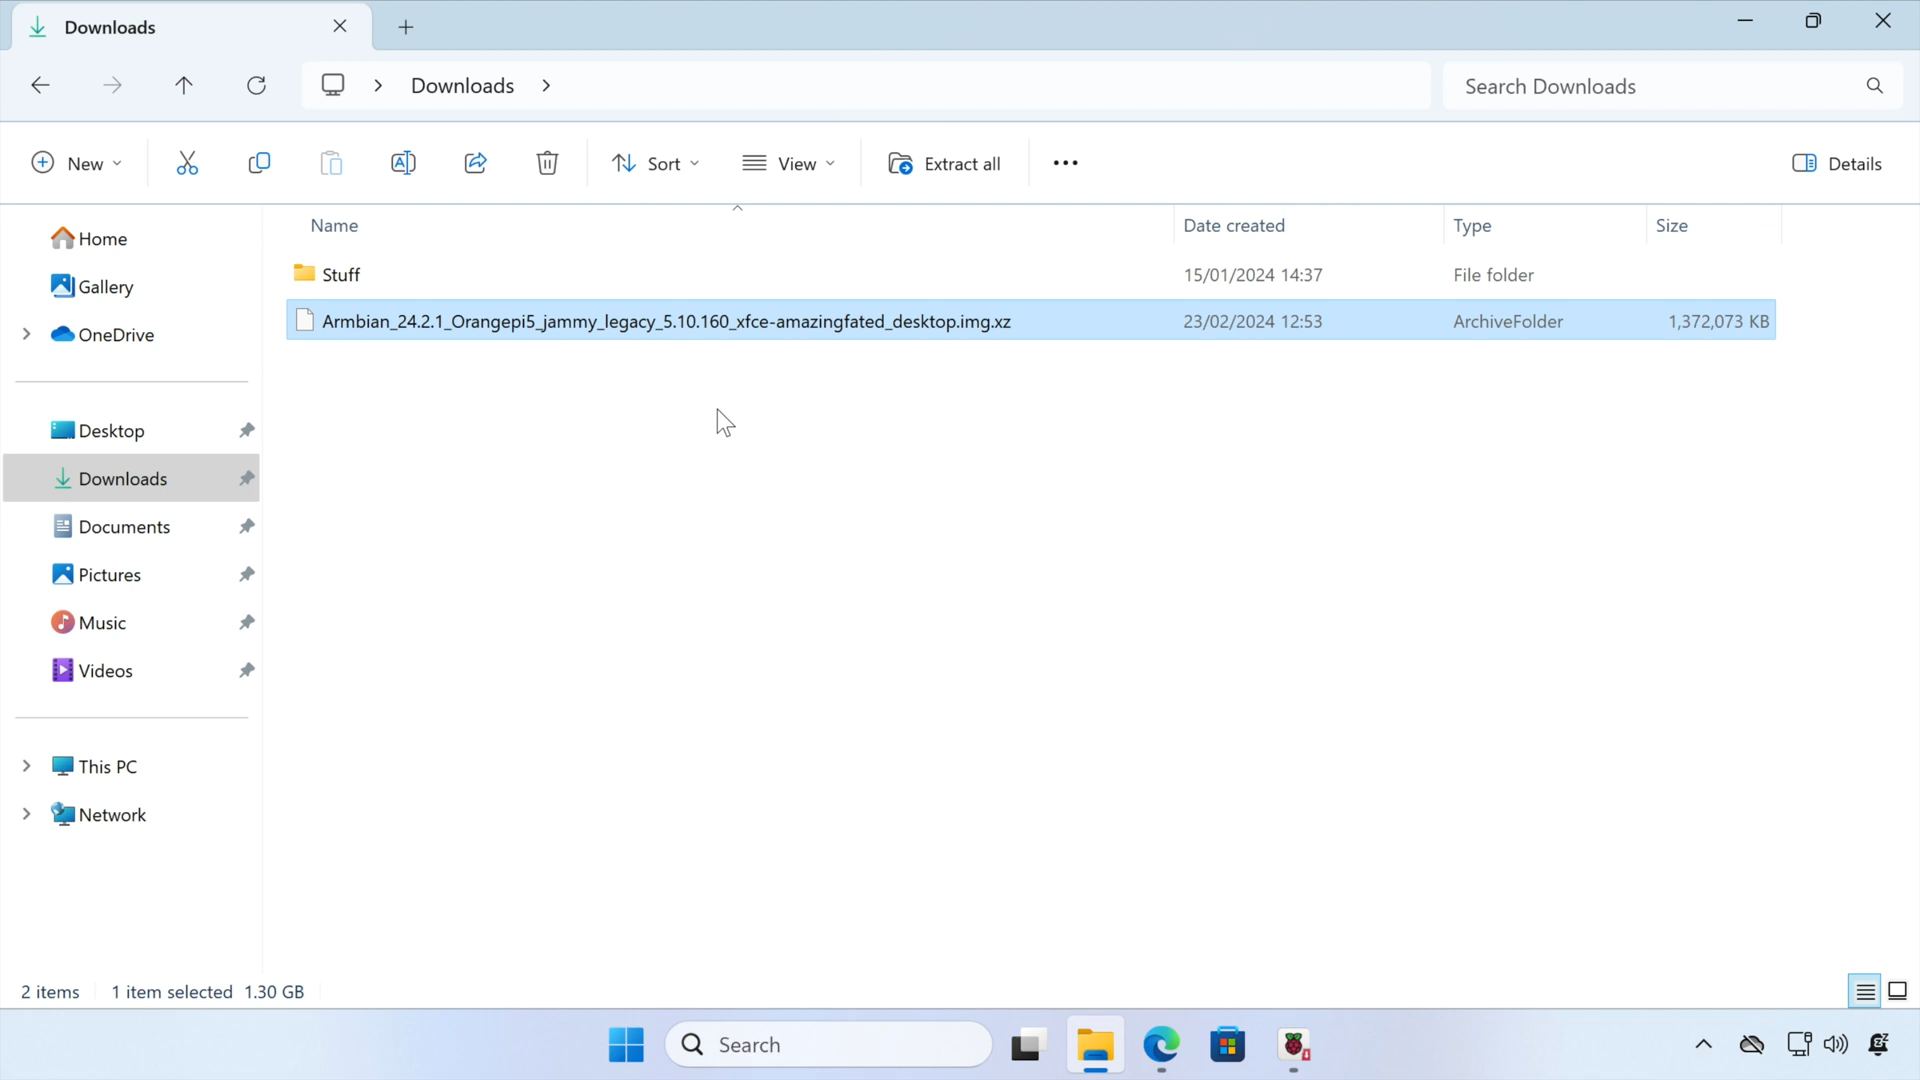 Downloads
Downloads
Search Downloads
New
Sort
View
Extract all
Details
Name Date created Type Size
Stuff 15/01/2024 14:37 File folder
Armbian_24.2.1_Orangepi5_jammy_legacy_5.10.160_xfce-amazingfated_desktop.img.xz 23/02/2024 12:53 ArchiveFolder 1,372,073 KB
Home
Gallery
OneDrive
Desktop
Downloads
Documents
Pictures
Music
Videos
This PC
Network
2 items 1 item selected 1.30 GB
Search